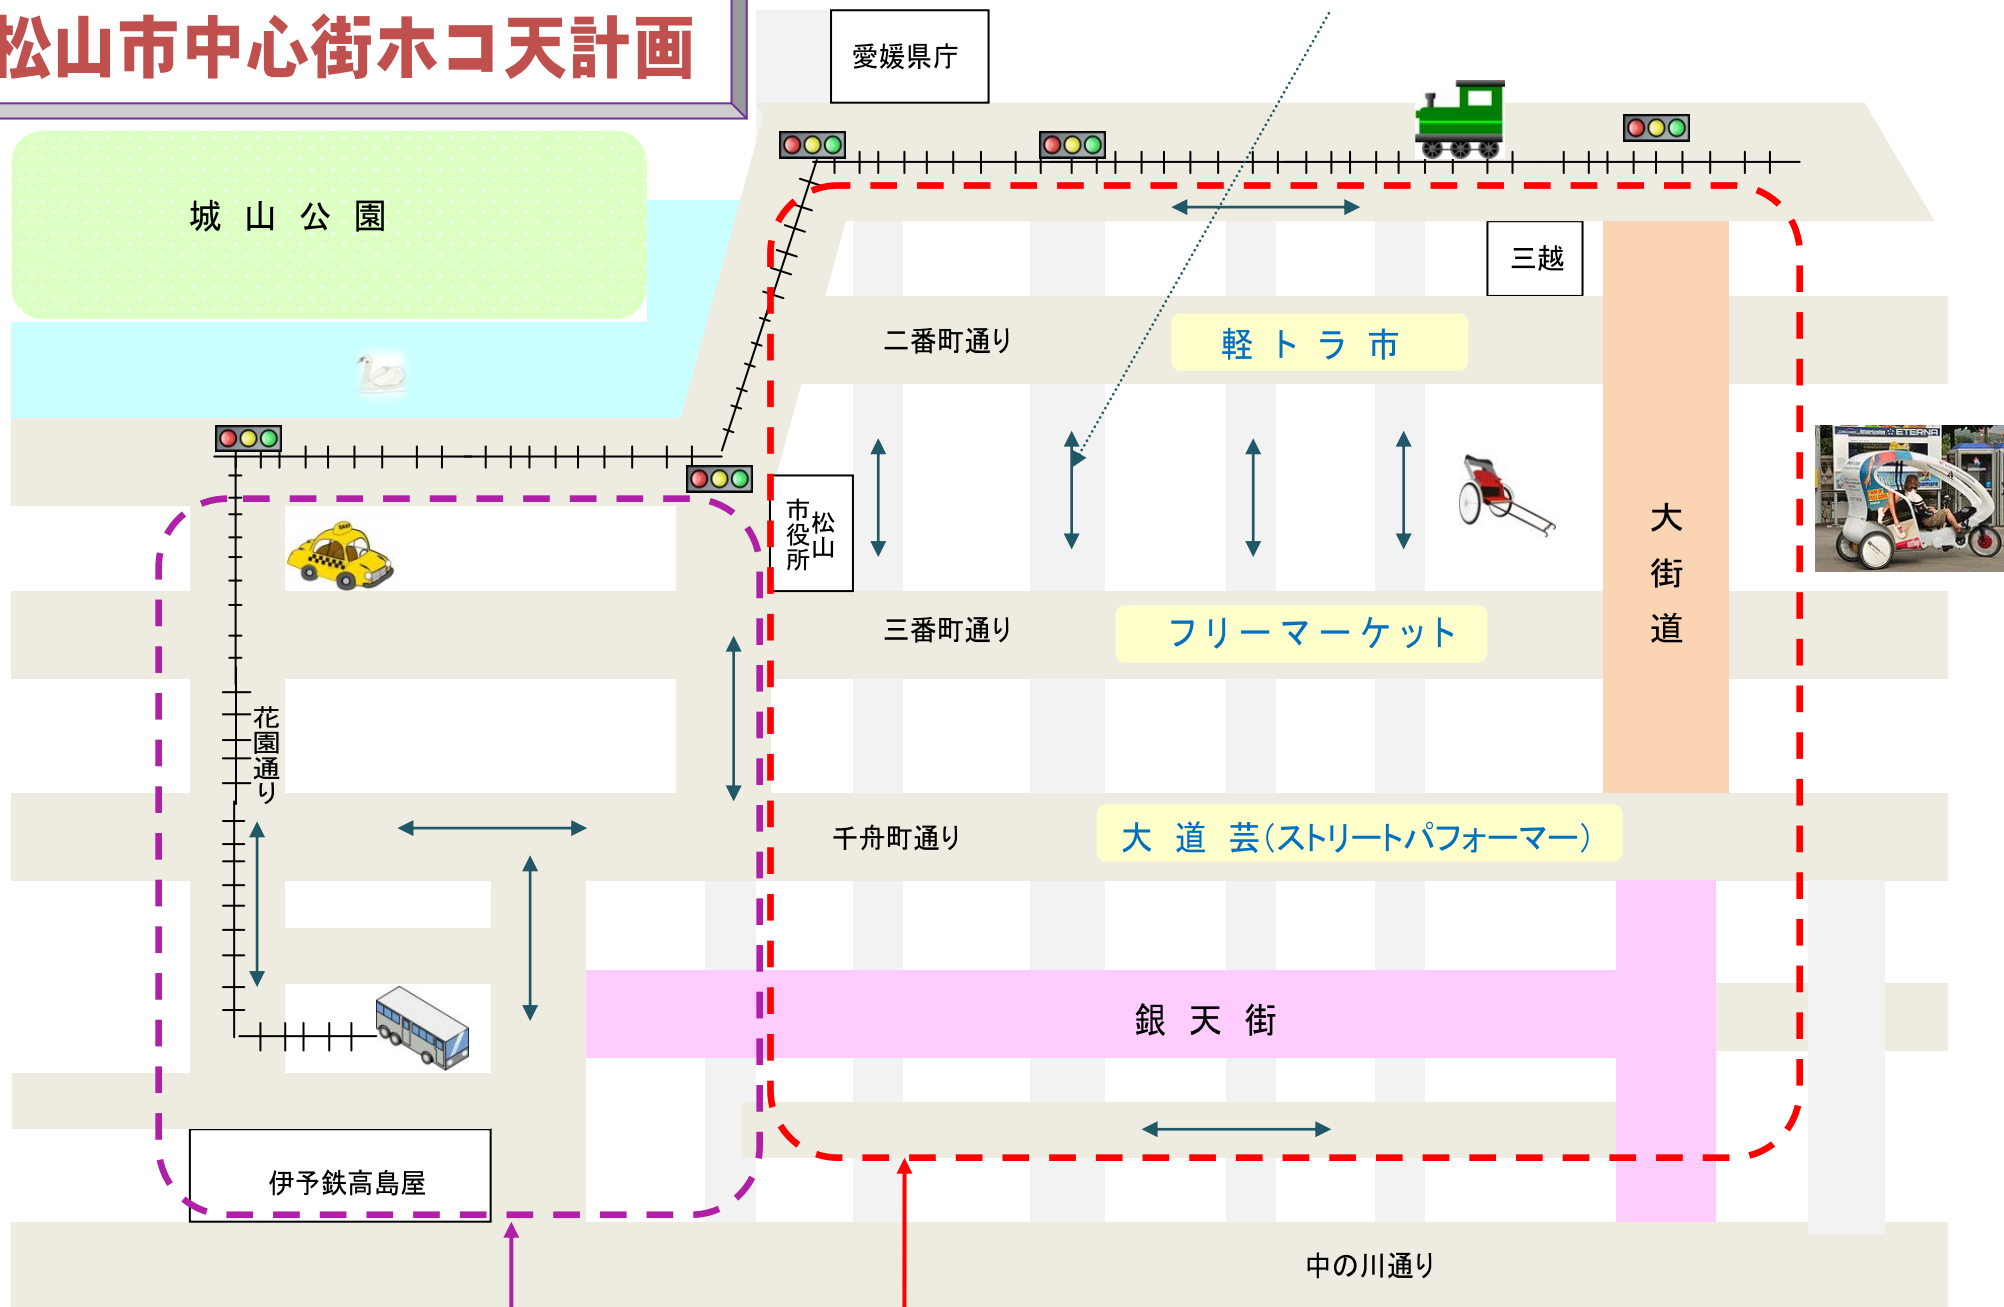 松山市中心街ホコ天計画
愛媛県庁
城山公園
三越
二番町通り
軽トラ市
松山
市役所
大街道
ETERNA
三番町通り
フリーマーケット
花園通り
千舟町通り
大道芸(ストリートパフォーマー)
銀天街
伊予鉄高島屋
中の川通り